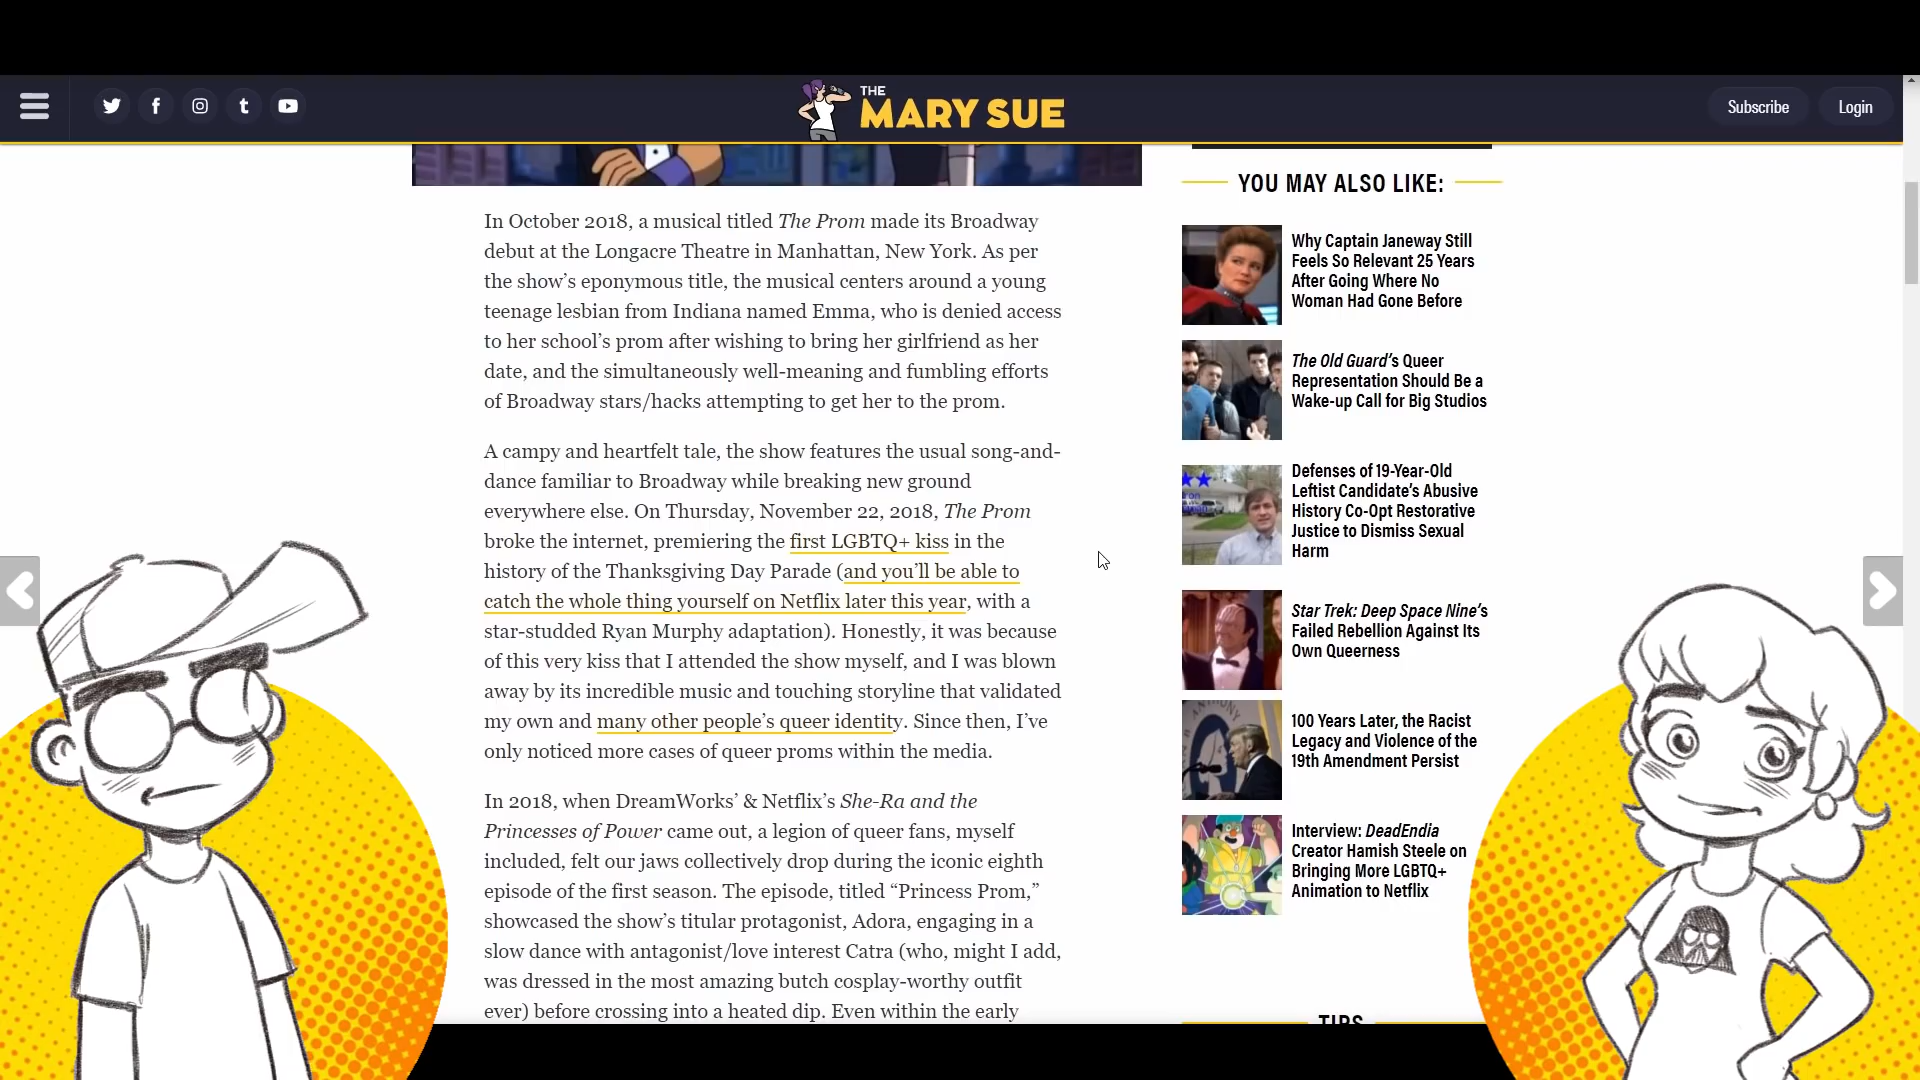 THE
MARY SUE
Subscribe
Login
In October 2018, a musical titled The Prom made its Broadway
debut at the Longacre Theatre in Manhattan, New York. As per
the show’s eponymous title, the musical centers around a young
teenage lesbian from Indiana named Emma, who is denied access
to her school’s prom after wishing to bring her girlfriend as her
date, and the simultaneously well-meaning and fumbling efforts
of Broadway stars/hacks attempting to get her to the prom.
A campy and heartfelt tale, the show features the usual song-and-
dance familiar to Broadway while breaking new ground
everywhere else. On Thursday, November 22, 2018, The Prom
broke the internet, premiering the first LGBTQ+ kiss in the
history of the Thanksgiving Day Parade (and you’ll be able to
catch the whole thing yourself on Netflix later this year, with a
star-studded Ryan Murphy adaptation). Honestly, it was because
of this very kiss that I attended the show myself, and I was blown
away by its incredible music and touching storyline that validated
my own and many other people’s queer identity. Since then, I’ve
only noticed more cases of queer proms within the media.
In 2018, when DreamWorks’ & Netflix’s She-Ra and the
Princesses of Power came out, a legion of queer fans, myself
included, felt our jaws collectively drop during the iconic eighth
episode of the first season. The episode, titled “Princess Prom,”
showcased the show’s titular protagonist, Adora, engaging in a
slow dance with antagonist/love interest Catra (who, might I add,
was dressed in the most amazing butch cosplay-worthy outfit
ever) before crossing into a heated dip. Even within the early
YOU MAY ALSO LIKE:
Why Captain Janeway Still
Feels So Relevant 25 Years
After Going Where No
Woman Had Gone Before
The Old Guard’s Queer
Representation Should Be a
Wake-up Call for Big Studios
Defenses of 19-Year-Old
Leftist Candidate’s Abusive
History Co-Opt Restorative
Justice to Dismiss Sexual
Harm
Star Trek: Deep Space Nine’s
Failed Rebellion Against Its
Own Queerness
100 Years Later, the Racist
Legacy and Violence of the
19th Amendment Persist
Interview: DeadEndia
Creator Hamish Steele on
Bringing More LGBTQ+
Animation to Netflix
TIPS